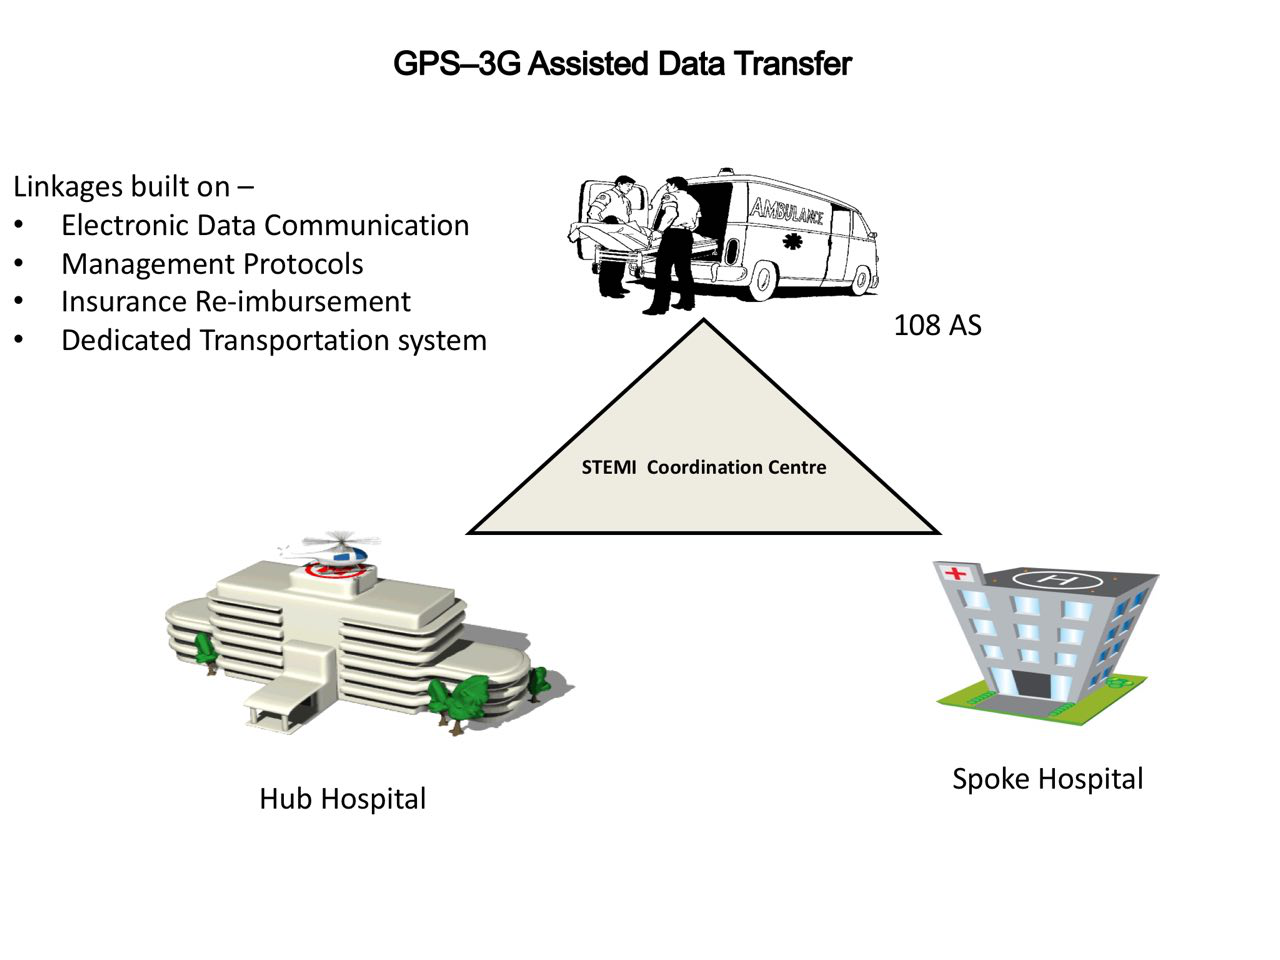 GPS–3G Assisted Data Transfer
Linkages built on –
• Electronic Data Communication
• Management Protocols
• Insurance Re-imbursement
• Dedicated Transportation system
AMBULANCE
108 AS
STEMI Coordination Centre
H
Hub Hospital
Spoke Hospital